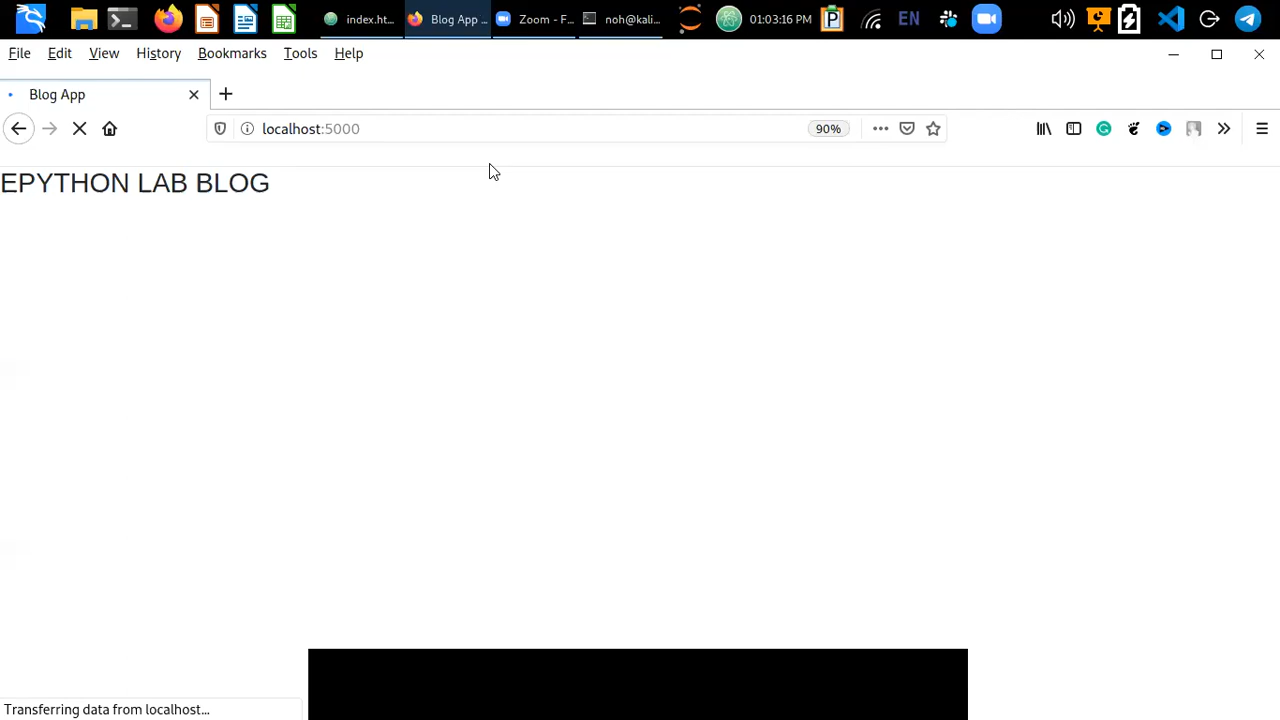 index.ht... Blog App ... Zoom - F... noh@kali... 01:03:16 PM EN
File Edit View History Bookmarks Tools Help
Blog App
localhost:5000 90%
EPYTHON LAB BLOG
Transferring data from localhost...